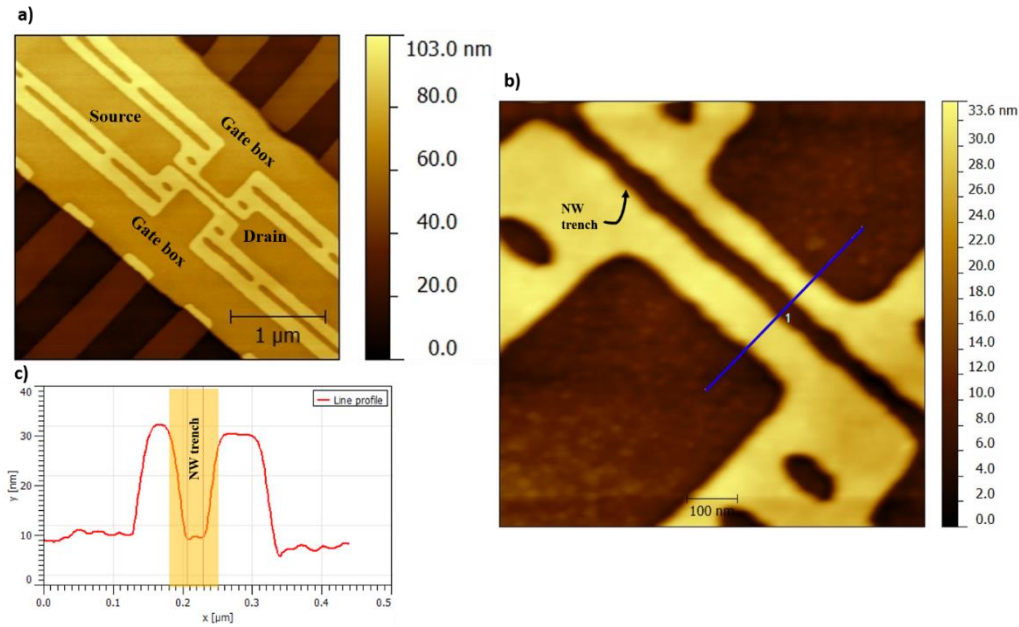 a)
Source
Gate box
Gate box
Drain
1 μm
103.0 nm
80.0
60.0
40.0
20.0
0.0
b)
NW
trench
1
100 nm
33.6 nm
30.0
28.0
26.0
24.0
22.0
20.0
18.0
16.0
14.0
12.0
10.0
8.0
6.0
4.0
2.0
0.0
c)
Line profile
NW trench
y [nm]
40
30
20
10
0
0.0
0.1
0.2
0.3
0.4
0.5
x [μm]